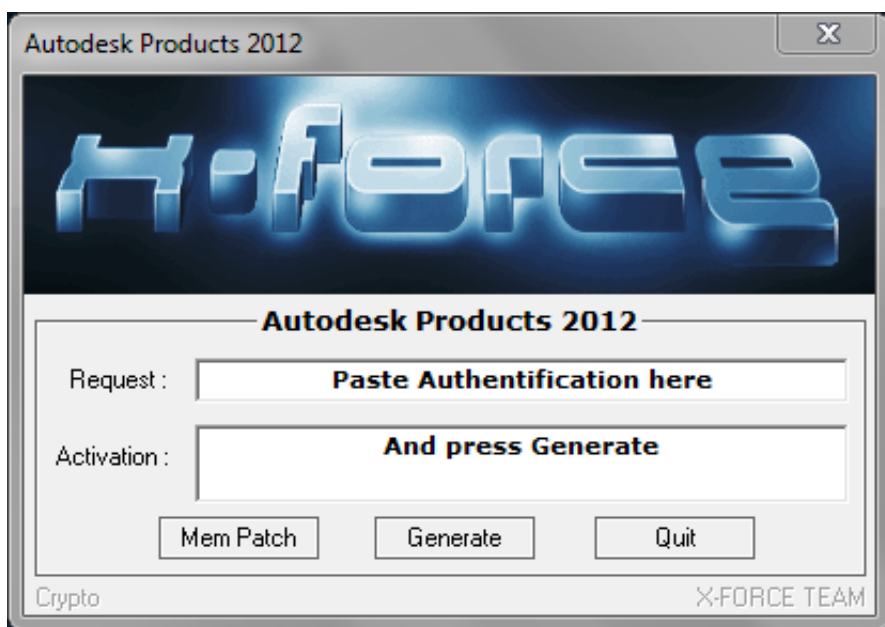 Autodesk Products 2012
x-force
Autodesk Products 2012
Request :
Paste Authentification here
Activation :
And press Generate
Mem Patch
Generate
Quit
Crypto
X-FORCE TEAM